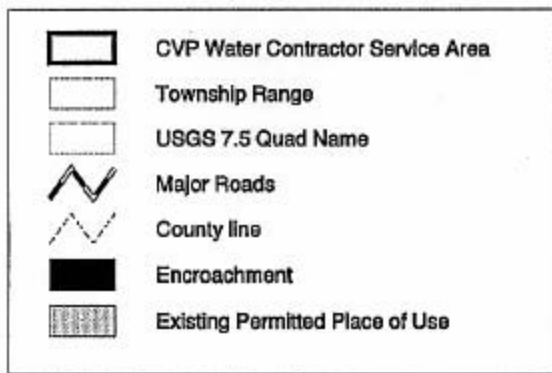 CVP Water Contractor Service Area
Township Range
USGS 7.5 Quad Name
Major Roads
County line
Encroachment
Existing Permitted Place of Use